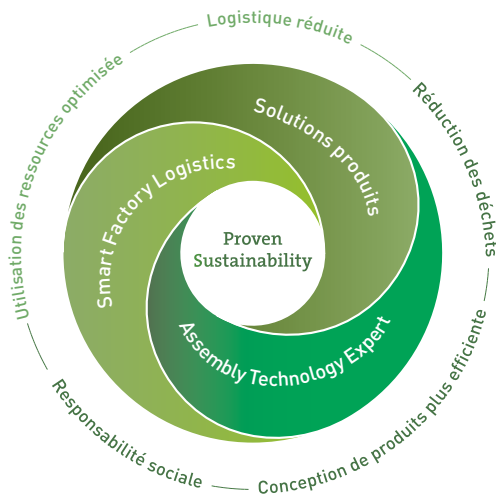 Logistique réduite
Réduction des déchets
Conception de produits plus efficiente
Responsabilité sociale
Utilisation des ressources optimisée
Solutions produits
Smart Factory Logistics
Assembly Technology Expert
Proven
Sustainability